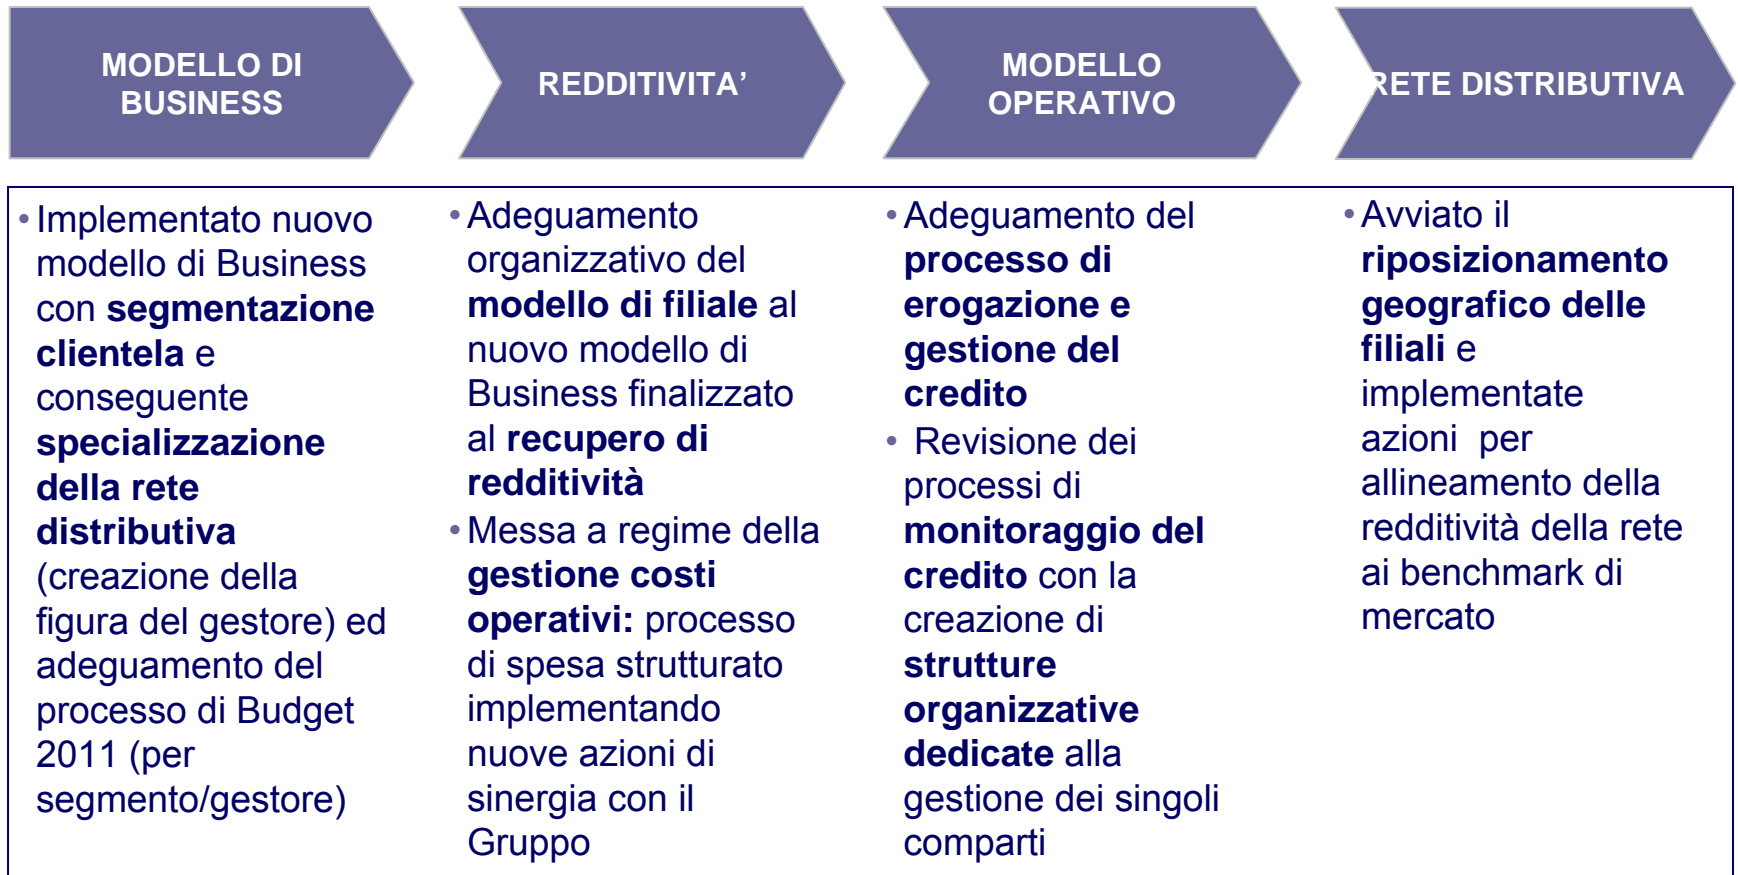 MODELLO DI
BUSINESS
REDDITIVITA’
MODELLO
OPERATIVO
RETE DISTRIBUTIVA
• Implementato nuovo
modello di Business
con segmentazione
clientela e
conseguente
specializzazione
della rete
distributiva
(creazione della
figura del gestore) ed
adeguamento del
processo di Budget
2011 (per
segmento/gestore)
• Adeguamento
organizzativo del
modello di filiale al
nuovo modello di
Business finalizzato
al recupero di
redditività
• Messa a regime della
gestione costi
operativi: processo
di spesa strutturato
implementando
nuove azioni di
sinergia con il
Gruppo
• Adeguamento del
processo di
erogazione e
gestione del
credito
• Revisione dei
processi di
monitoraggio del
credito con la
creazione di
strutture
organizzative
dedicate alla
gestione dei singoli
comparti
• Avviato il
riposizionamento
geografico delle
filiali e
implementate
azioni per
allineamento della
redditività della rete
ai benchmark di
mercato